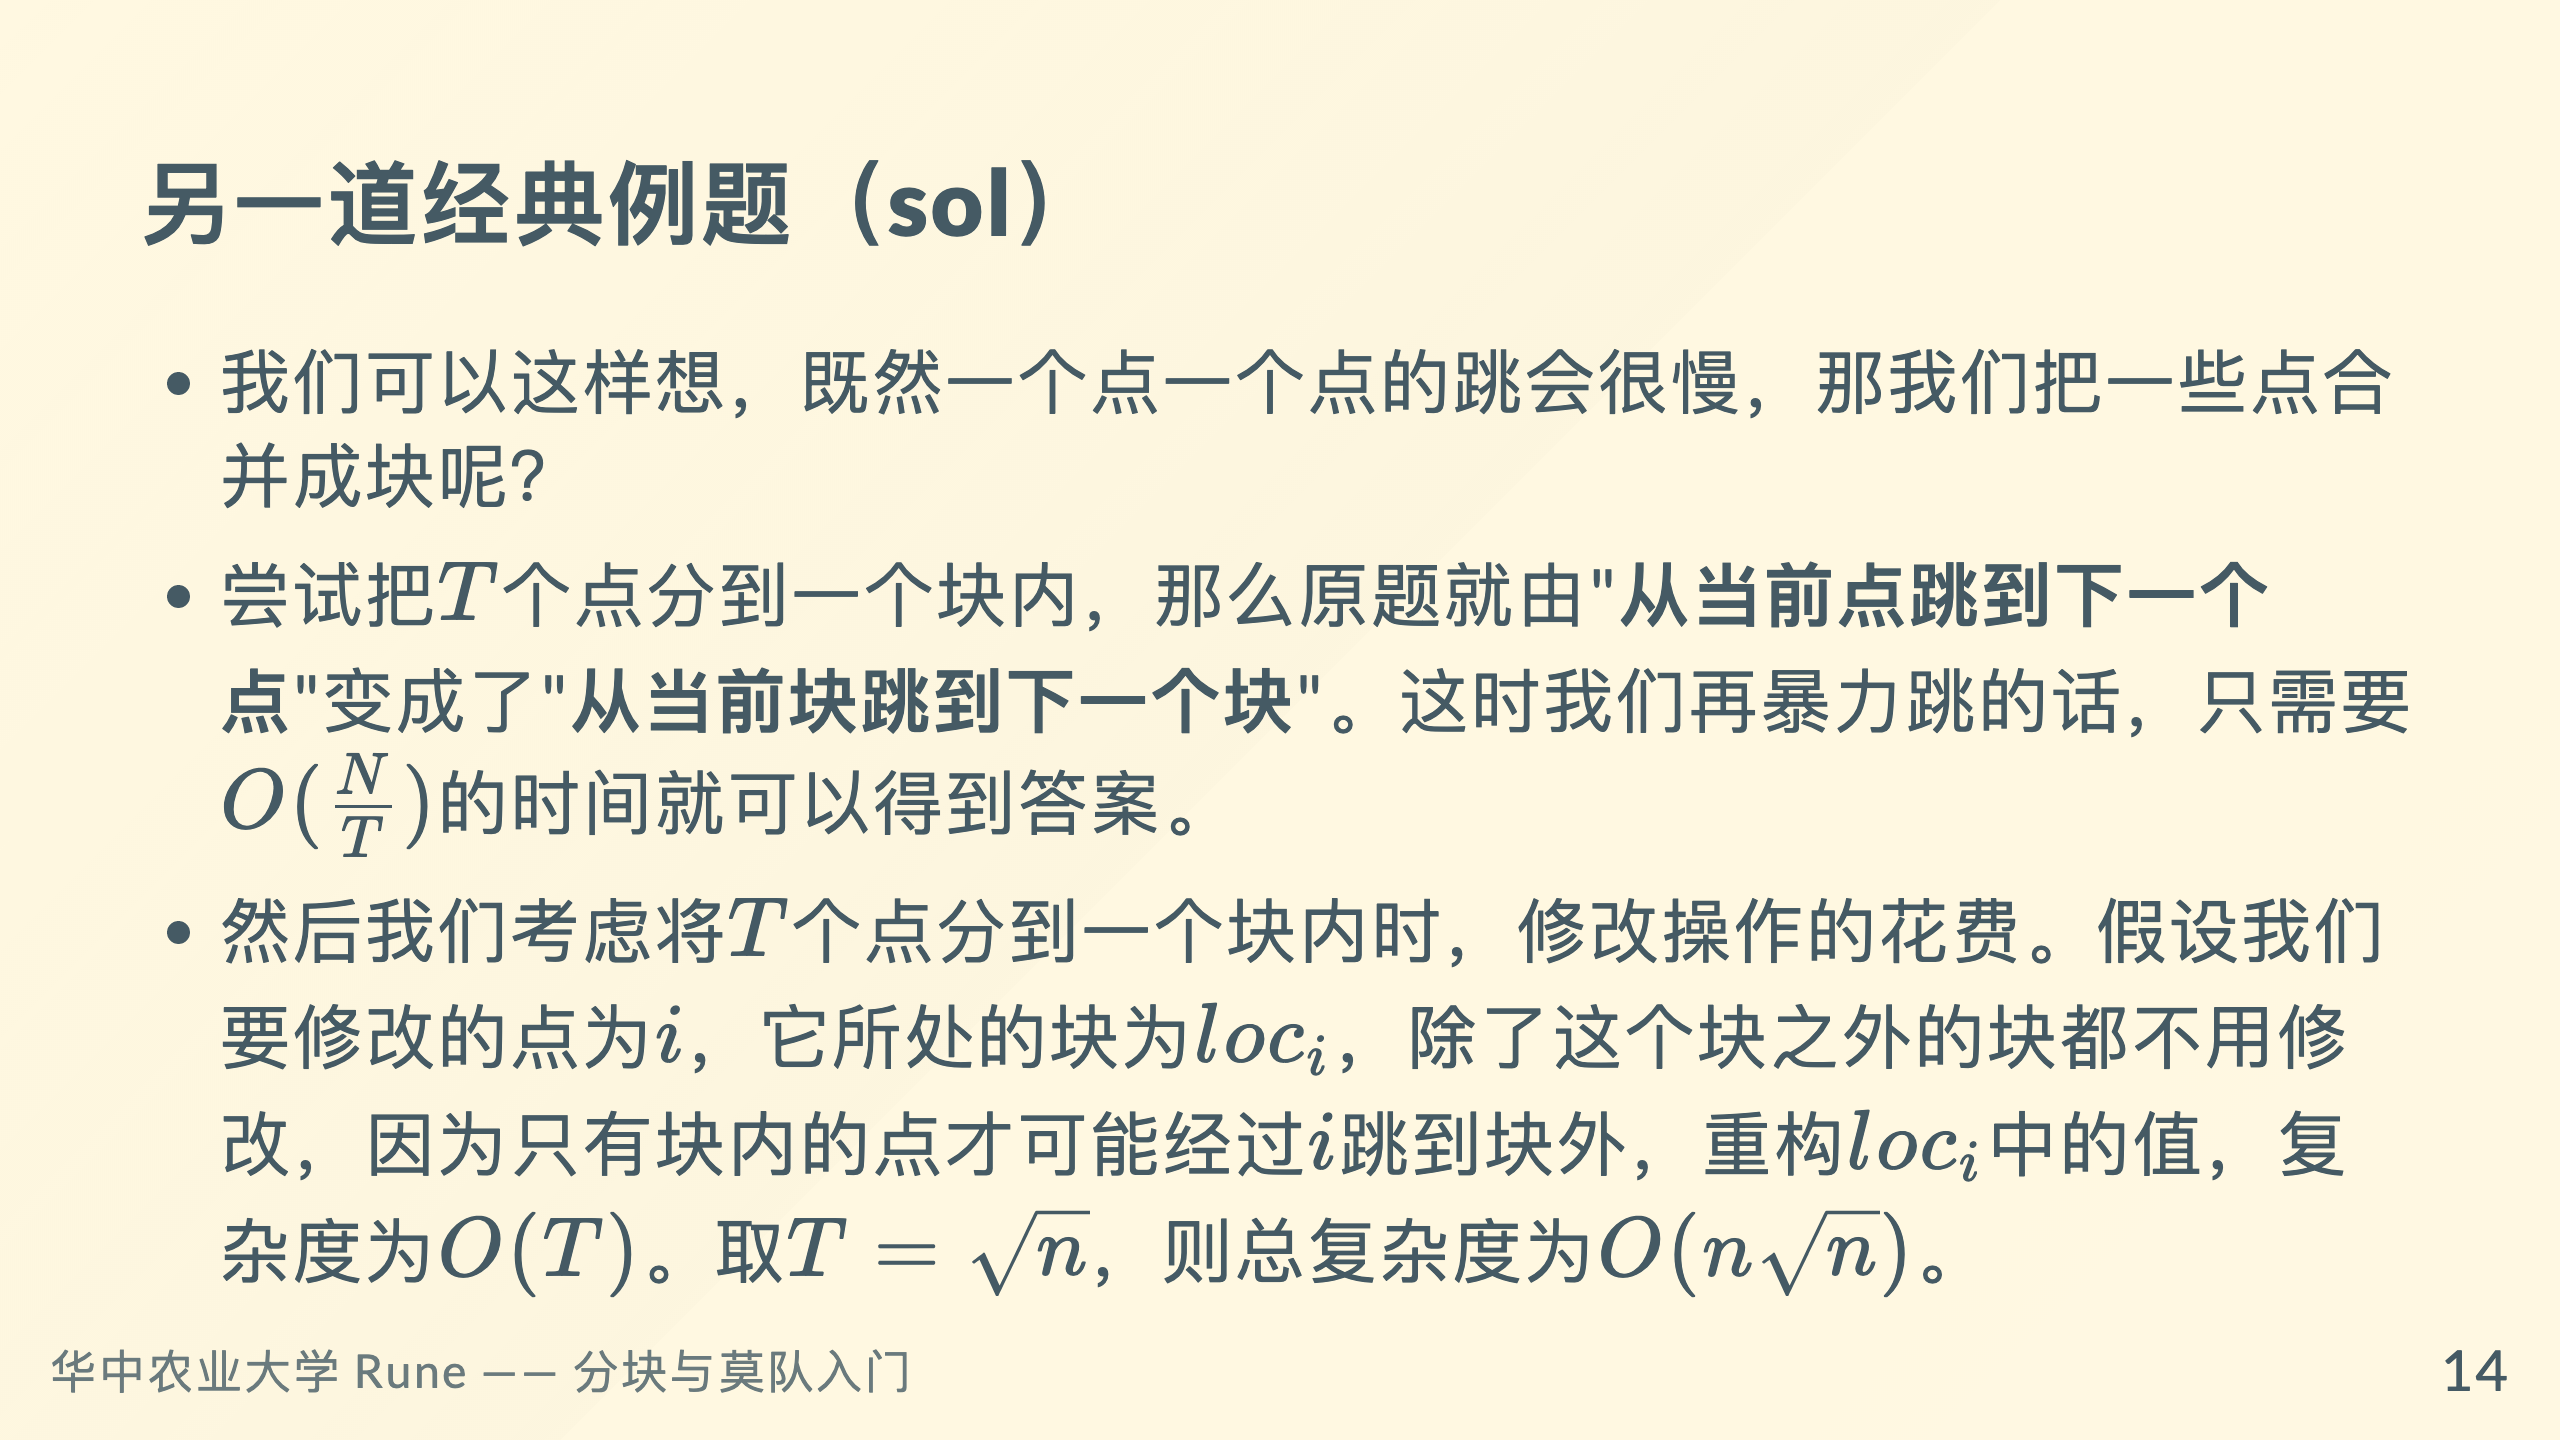 另一道经典例题（sol）
• 我们可以这样想，既然一个点一个点的跳会很慢，那我们把一些点合
并成块呢？
• 尝试把T个点分到一个块内，那么原题就由"从当前点跳到下一个
点"变成了"从当前块跳到下一个块"。这时我们再暴力跳的话，只需要
O(N/T)的时间就可以得到答案。
• 然后我们考虑将T个点分到一个块内时，修改操作的花费。假设我们
要修改的点为i，它所处的块为loc_i，除了这个块之外的块都不用修
改，因为只有块内的点才可能经过i跳到块外，重构loc_i中的值，复
杂度为O(T)。取T = √n，则总复杂度为O(n√n)。
华中农业大学 Rune —— 分块与莫队入门
14